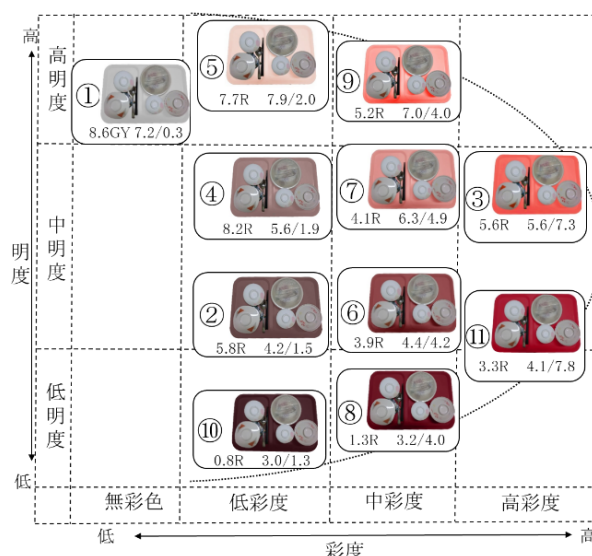 高
高明度
中明度
低明度
明度
低
①
8.6GY 7.2/0.3
⑤
7.7R 7.9/2.0
⑨
5.2R 7.0/4.0
④
8.2R 5.6/1.9
⑦
4.1R 6.3/4.9
③
5.6R 5.6/7.3
②
5.8R 4.2/1.5
⑥
3.9R 4.4/4.2
⑪
3.3R 4.1/7.8
⑩
0.8R 3.0/1.3
⑧
1.3R 3.2/4.0
無彩色 低彩度 中彩度 高彩度
低 高
彩度